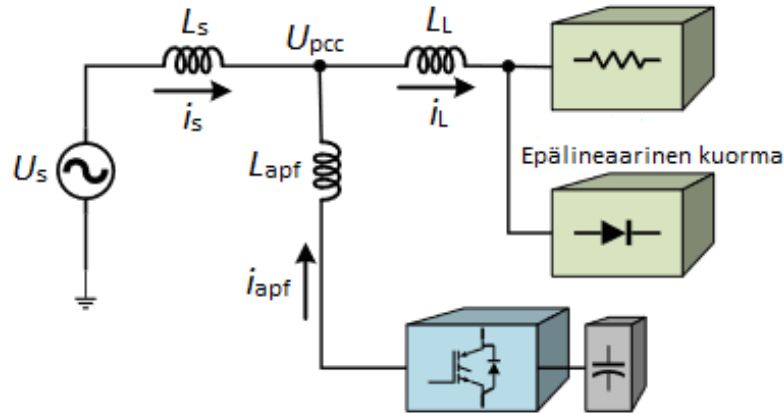 Ls
Upcc
LL
is
iL
Us
Lapf
Epälineaarinen kuorma
iapf